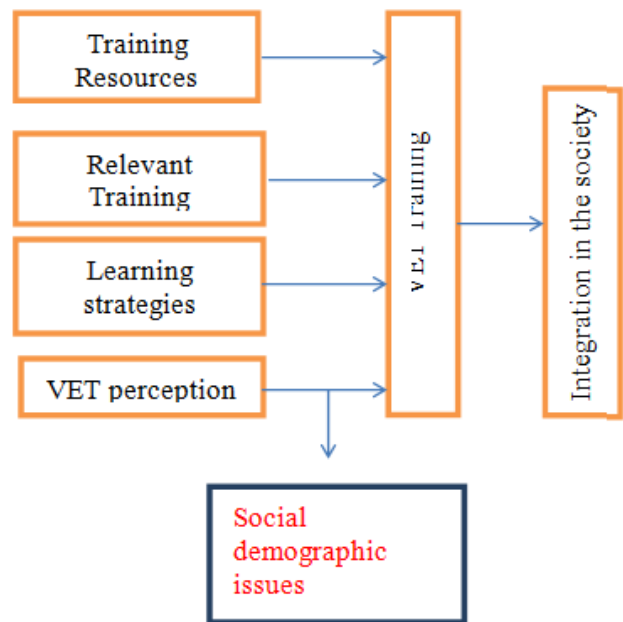 Training
Resources
Relevant
Training
Learning
strategies
VET perception
VET Training
Integration in the society
Social
demographic
issues